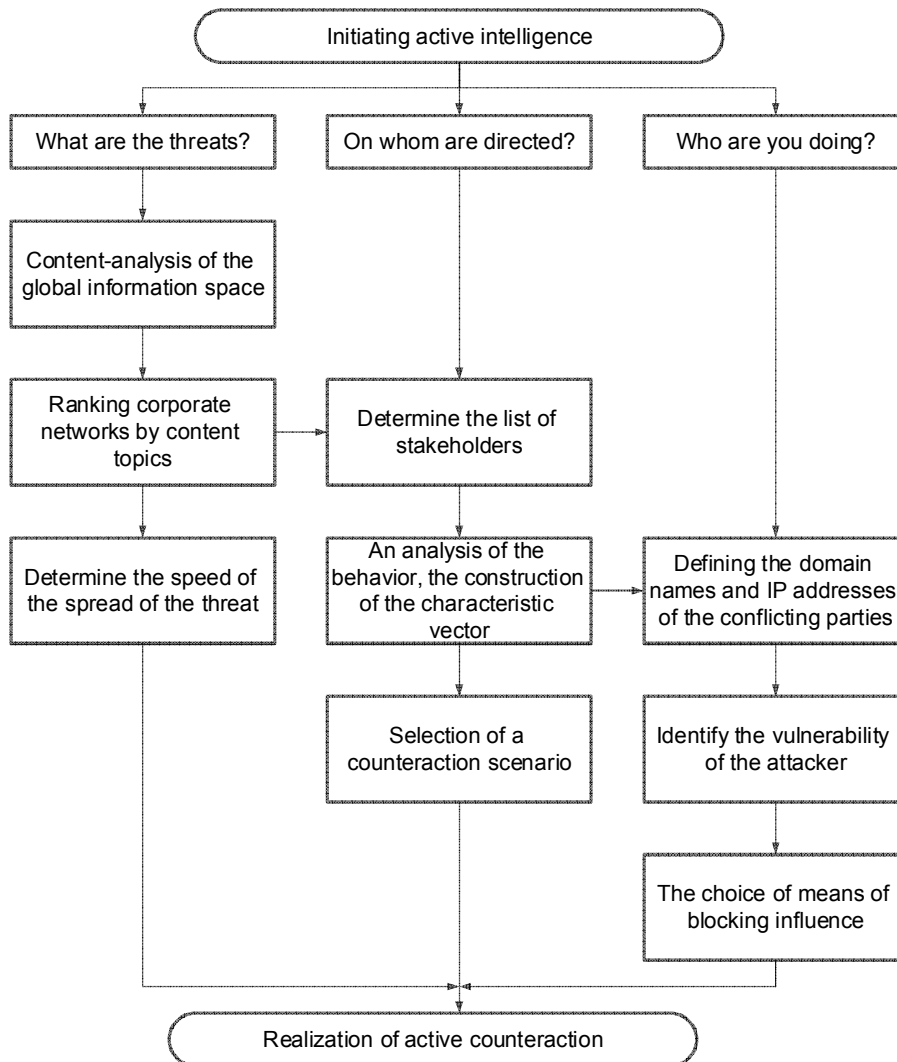 Initiating active intelligence
What are the threats?
On whom are directed?
Who are you doing?
Content-analysis of the
global information space
Ranking corporate
networks by content
topics
Determine the list of
stakeholders
Determine the speed of
the spread of the threat
An analysis of the
behavior, the construction
of the characteristic
vector
Defining the domain
names and IP addresses
of the conflicting parties
Selection of a
counteraction scenario
Identify the vulnerability
of the attacker
The choice of means of
blocking influence
Realization of active counteraction